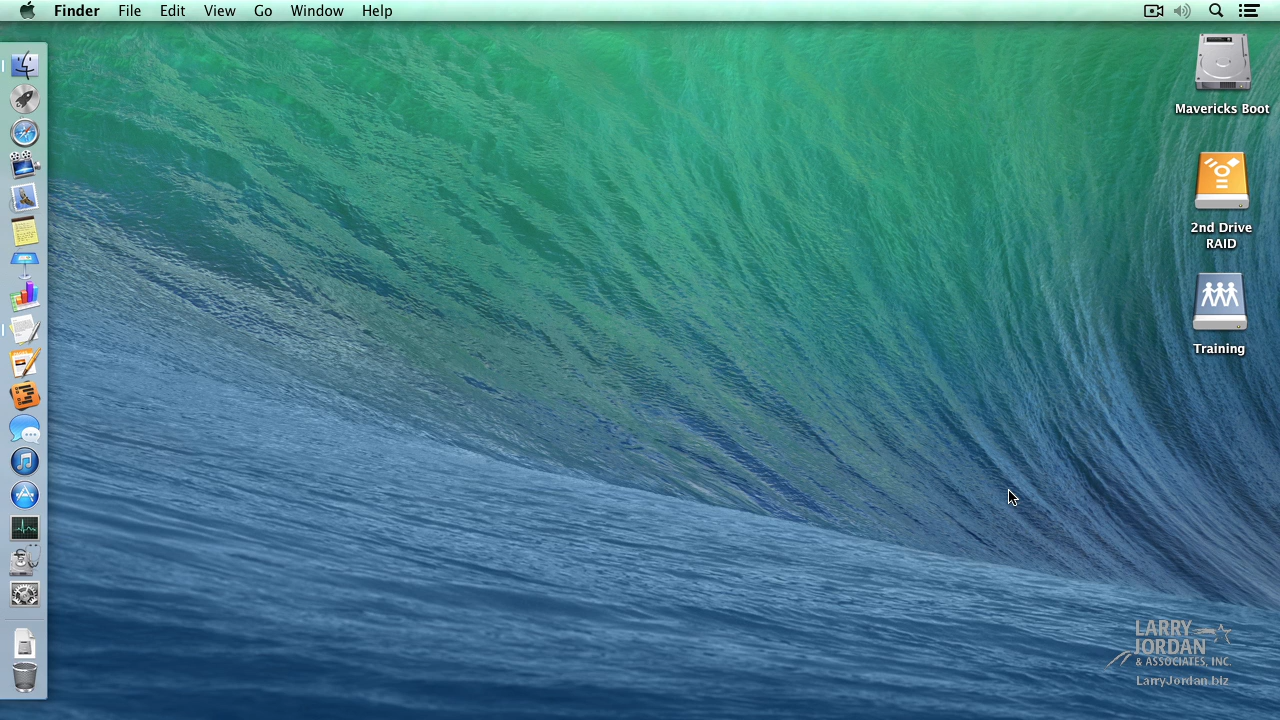 Finder File Edit View Go Window Help
Mavericks Boot
2nd Drive
RAID
Training
LARRY
JORDAN
& ASSOCIATES, INC.
LarryJordan.biz